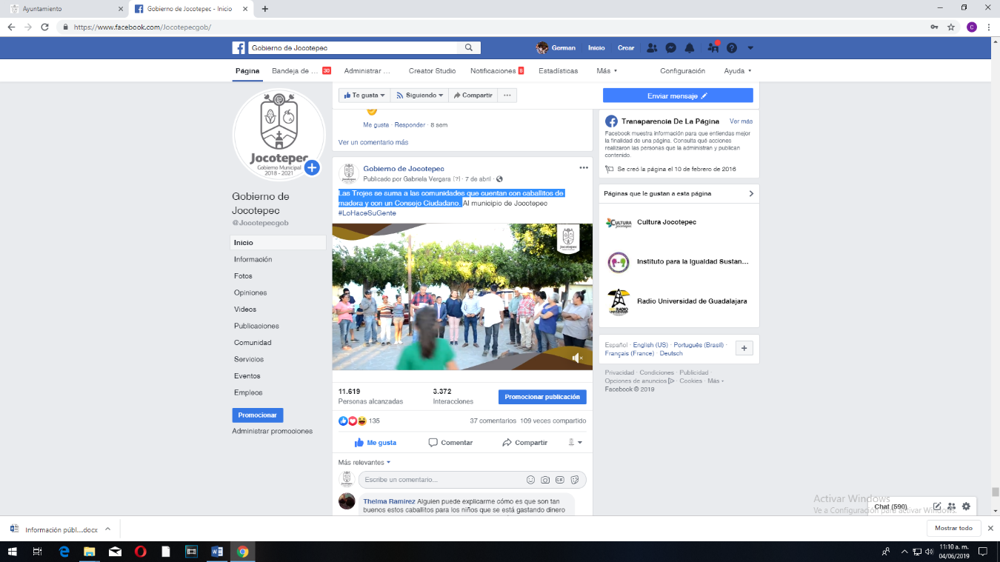 Ayuntamiento
Gobierno de Jocotepec - Inicio
https://www.facebook.com/Jocotepecgob/
Gobierno de Jocotepec
German
Inicio
Crear
Página
Bandeja de ... 30
Administrar ...
Creator Studio
Notificaciones 8
Estadísticas
Más
Configuración
Ayuda
Jocotepec
Gobierno Municipal
2018 - 2021
Gobierno de
Jocotepec
@Jocotepecgob
Inicio
Información
Fotos
Opiniones
Videos
Publicaciones
Comunidad
Servicios
Eventos
Empleos
Promocionar
Administrar promociones
Te gusta
Siguiendo
Compartir
Enviar mensaje
Me gusta · Responder · 8 sem
Ver un comentario más
Gobierno de Jocotepec
Publicado por Gabriela Vergara [?] · 7 de abril ·
Las Trojes se suma a las comunidades que cuentan con caballitos de
madera y con un Consejo Ciudadano. Al municipio de Jocotepec
#LoHaceSuGente
Jocotepec
11.619
Personas alcanzadas
3.372
Interacciones
Promocionar publicación
135
37 comentarios 109 veces compartido
Me gusta
Comentar
Compartir
Más relevantes
Escribe un comentario...
GIF
Thelma Ramirez Alguien puede explicarme cómo es que son tan
buenos estos caballitos para los niños que se está gastando dinero
Transparencia De La Página
Ver más
Facebook muestra información para que entiendas mejor
la finalidad de una página. Consulta qué acciones
realizaron las personas que la administran y publican
contenido.
Se creó la página el 10 de febrero de 2016
Páginas que le gustan a esta página
Cultura Jocotepec
Instituto para la Igualdad Sustan...
Radio Universidad de Guadalajara
Español · English (US) · Português (Brasil) ·
Français (France) · Deutsch
Privacidad · Condiciones · Publicidad ·
Opciones de anuncios · Cookies · Más
Facebook © 2019
Activar Windows
Ve a Configuración para activar Windows.
Chat (590)
Información públ....docx
Mostrar todo
11:10 a. m.
04/06/2019